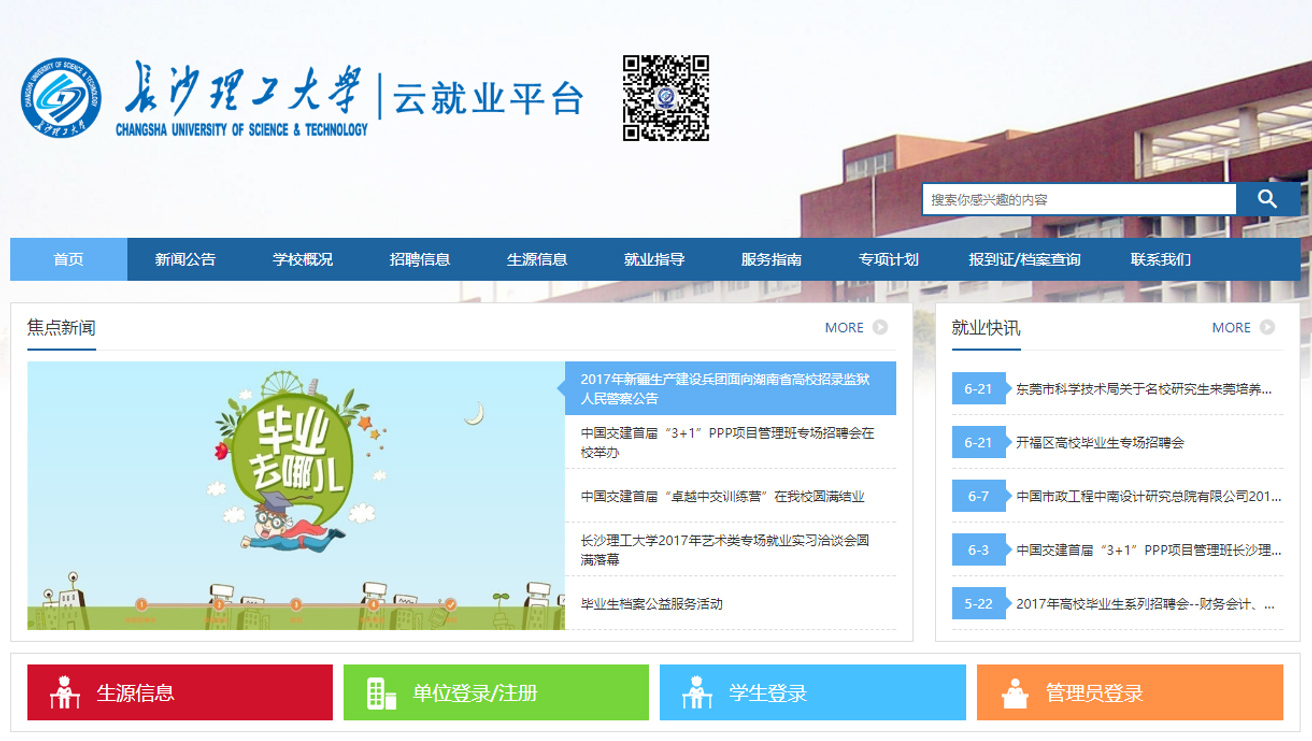 CHANGSHA UNIVERSITY OF SCIENCE & TECHNOLOGY
长沙理工大学
長沙理工大學
CHANGSHA UNIVERSITY OF SCIENCE & TECHNOLOGY
云就业平台
搜索你感兴趣的内容
首页 新闻公告 学校概况 招聘信息 生源信息 就业指导 服务指南 专项计划 报到证/档案查询 联系我们
焦点新闻 MORE
毕业
去哪儿
1 2 3 4
2017年新疆生产建设兵团面向湖南省高校招录监狱
人民警察公告
中国交建首届“3+1”PPP项目管理班专场招聘会在
校举办
中国交建首届“卓越中交训练营”在我校圆满结业
长沙理工大学2017年艺术类专场就业实习洽谈会圆
满落幕
毕业生档案公益服务活动
就业快讯 MORE
6-21 东莞市科学技术局关于名校研究生来莞培养...
6-21 开福区高校毕业生专场招聘会
6-7 中国市政工程中南设计研究总院有限公司201...
6-3 中国交建首届“3+1”PPP项目管理班长沙理...
5-22 2017年高校毕业生系列招聘会--财务会计、...
生源信息 单位登录/注册 学生登录 管理员登录